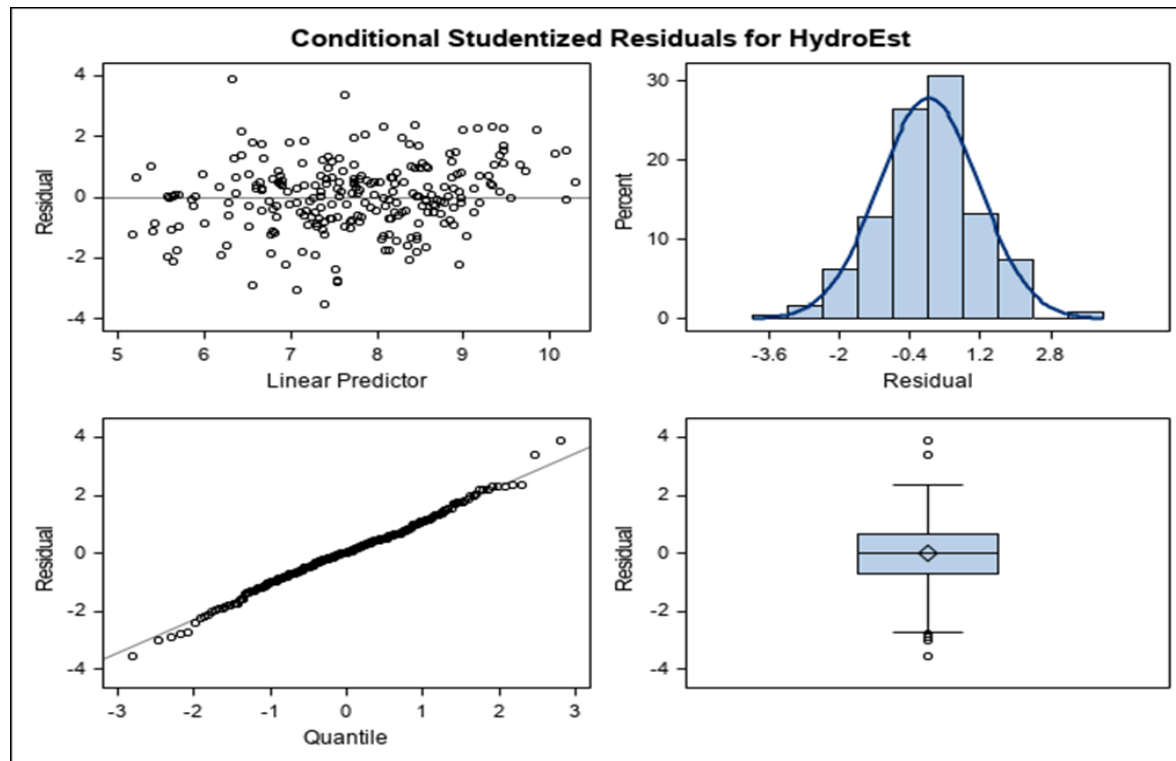 Conditional Studentized Residuals for HydroEst
4
2
0
-2
-4
Residual
5 6 7 8 9 10
Linear Predictor
30
20
10
0
Percent
-3.6 -2 -0.4 1.2 2.8
Residual
4
2
0
-2
-4
Residual
-3 -2 -1 0 1 2 3
Quantile
4
2
0
-2
-4
Residual